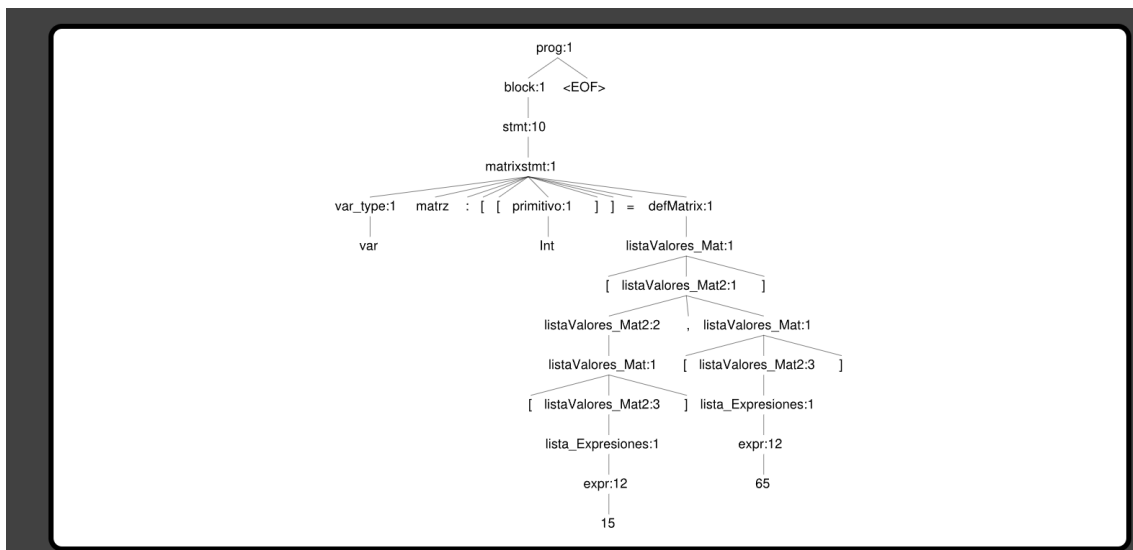 prog:1
block:1 <EOF>
stmt:10
matrixstmt:1
var_type:1 matrz : [ [ primitivo:1 ] ] = defMatrix:1
var Int listaValores_Mat:1
[ listaValores_Mat2:1 ]
listaValores_Mat2:2 , listaValores_Mat:1
listaValores_Mat:1 [ listaValores_Mat2:3 ]
[ listaValores_Mat2:3 ] lista_Expresiones:1
lista_Expresiones:1 expr:12
expr:12 65
15